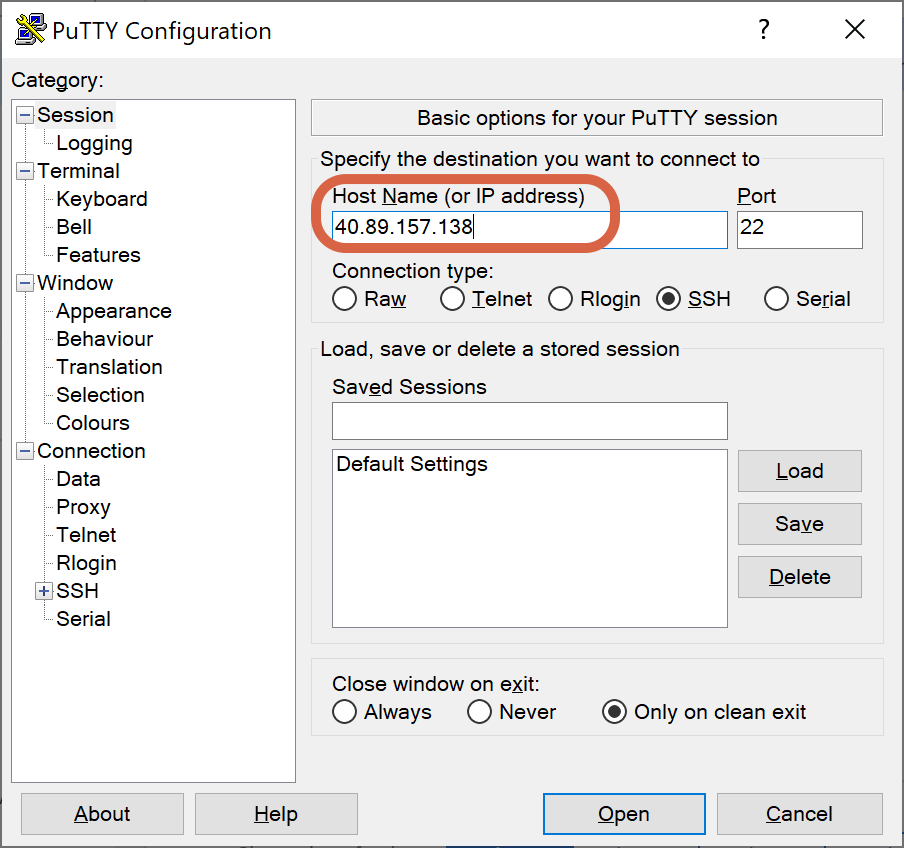 PuTTY Configuration
?
Category:
Session
Logging
Terminal
Keyboard
Bell
Features
Window
Appearance
Behaviour
Translation
Selection
Colours
Connection
Data
Proxy
Telnet
Rlogin
SSH
Serial
Basic options for your PuTTY session
Specify the destination you want to connect to
Host Name (or IP address) Port
40.89.157.138 22
Connection type:
Raw Telnet Rlogin SSH Serial
Load, save or delete a stored session
Saved Sessions
Default Settings
Load
Save
Delete
Close window on exit:
Always Never Only on clean exit
About Help Open Cancel